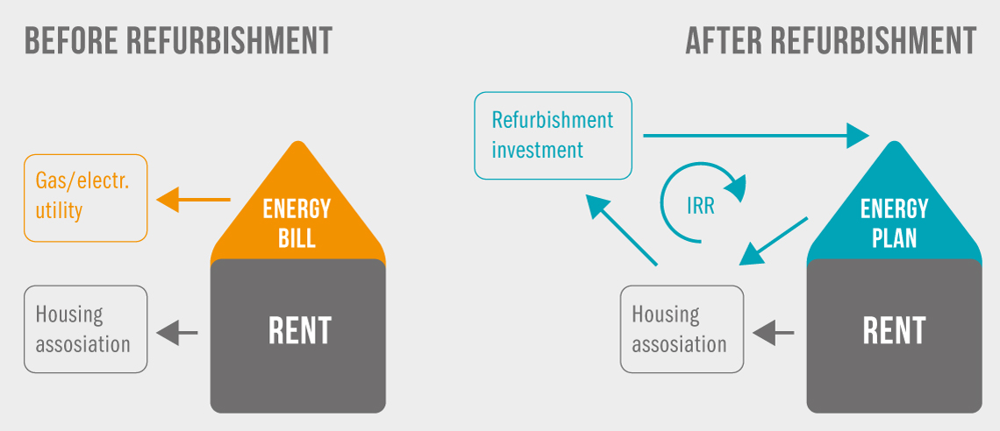 BEFORE REFURBISHMENT
Gas/electr.
utility
ENERGY
BILL
Housing
assosiation
RENT
AFTER REFURBISHMENT
Refurbishment
investment
IRR
ENERGY
PLAN
Housing
assosiation
RENT